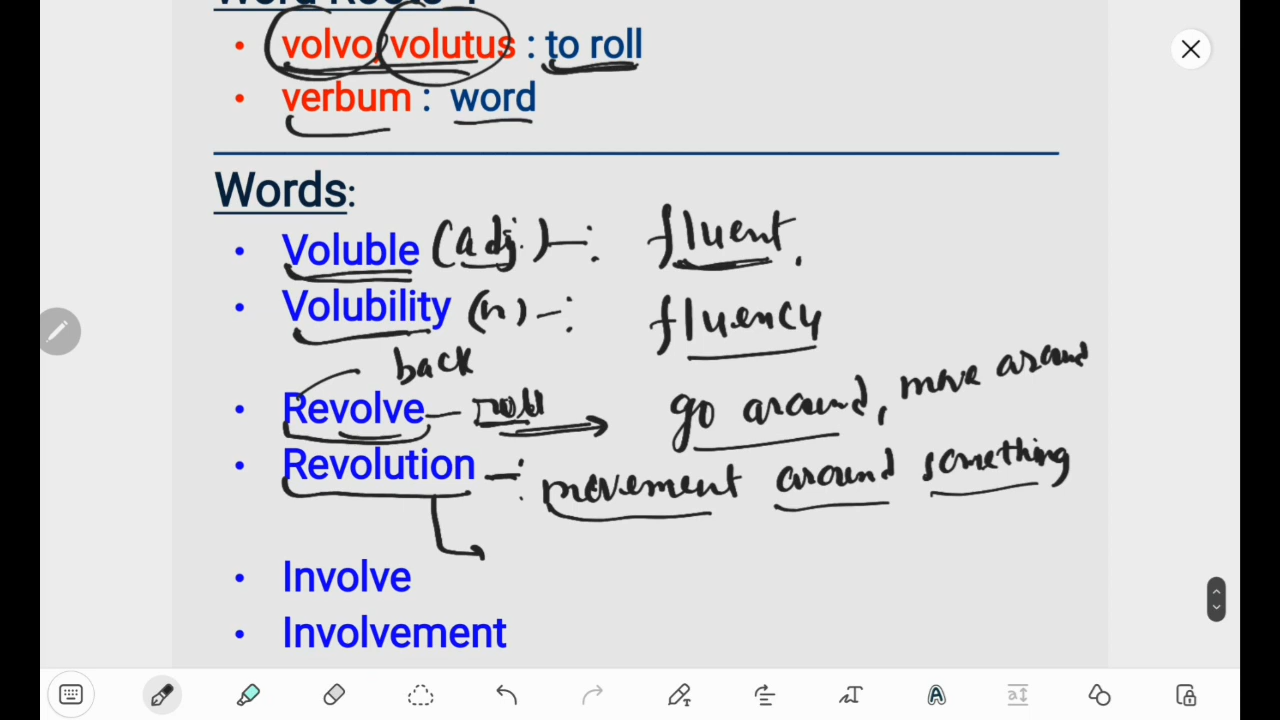 • volvo, volutus : to roll
• verbum : word
Words:
• Voluble (adj.) -: fluent.
• Volubility (n) -: fluency
back
• Revolve - roll → go around, move around
• Revolution -: movement around something
• Involve
• Involvement